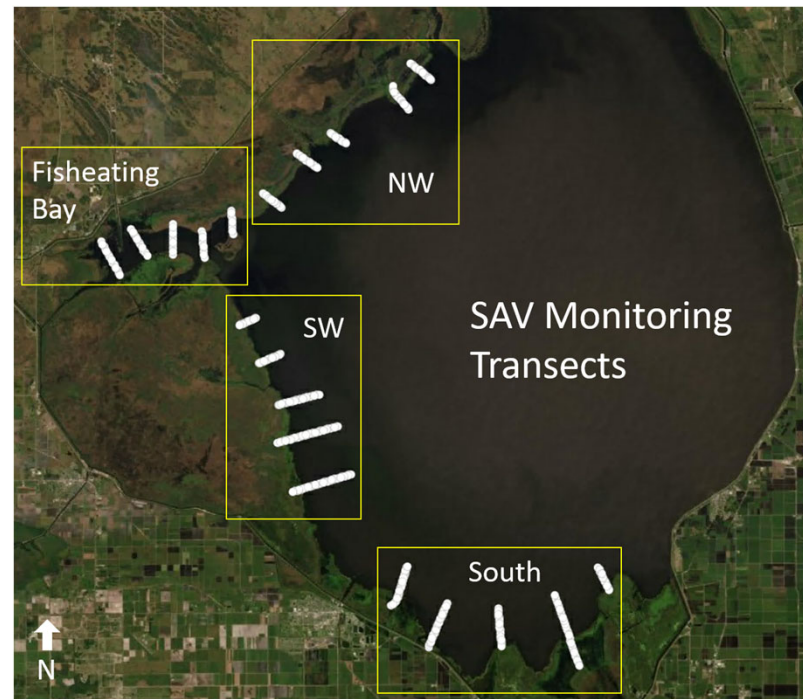 Fisheating
Bay
NW
SW
SAV Monitoring
Transects
South
N